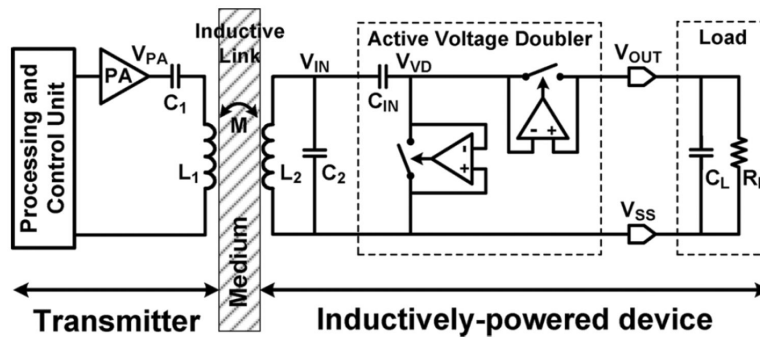 Processing and
Control Unit
PA
VPA
C1
L1
Inductive
Link
M
Medium
L2
C2
VIN
Active Voltage Doubler
CIN
VVD
-
+
-
+
VOUT
VSS
Load
CL
Transmitter
Inductively-powered device